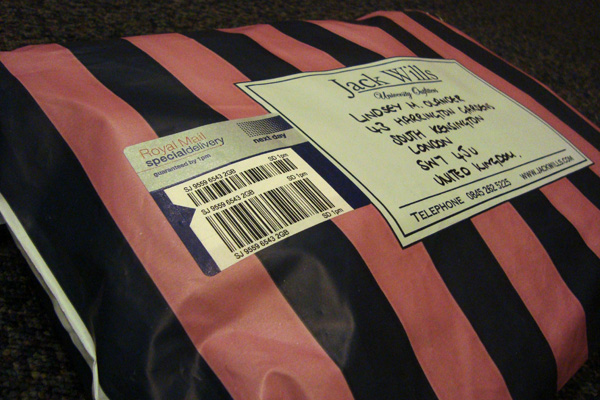 Jack Wills
University Outfitters
LINDSEY M. OLANDER
43 HARRINGTON GARDENS
SOUTH KENSINGTON
LONDON
SW7 4JU
UNITED KINGDOM.
TELEPHONE 0845 262 5225 WWW.JACKWILLS.COM
Royal Mail
specialdelivery
guaranteed by 1pm
next day
SJ 9559 6543 2GB SD 1pm
SJ 9559 6543 2GB SD 1pm
SJ 9559 6543 2GB SD 1pm